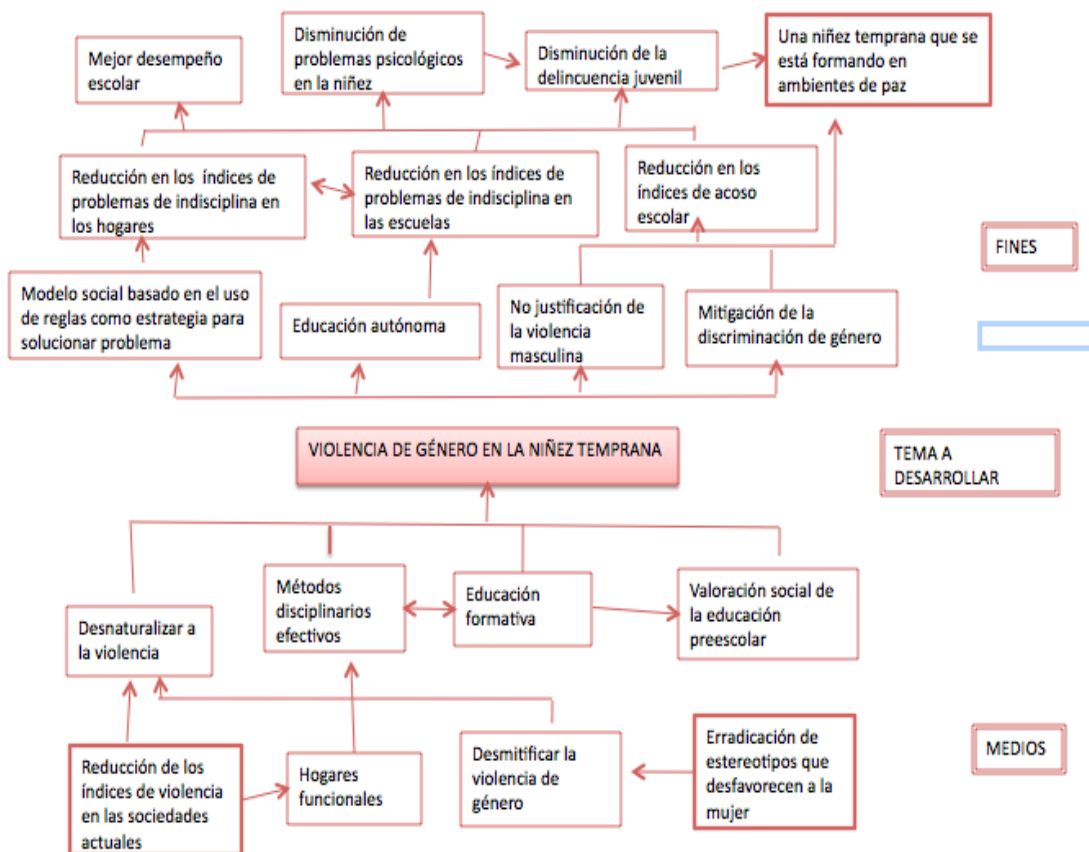 Mejor desempeño
escolar
Disminución de
problemas psicológicos
en la niñez
Disminución de la
delincuencia juvenil
Una niñez temprana que se
está formando en
ambientes de paz
Reducción en los índices de
problemas de indisciplina en
los hogares
Reducción en los índices de
problemas de indisciplina en
las escuelas
Reducción en los
índices de acoso
escolar
FINES
Modelo social basado en el uso
de reglas como estrategia para
solucionar problema
Educación autónoma
No justificación de
la violencia
masculina
Mitigación de la
discriminación de género
VIOLENCIA DE GÉNERO EN LA NIÑEZ TEMPRANA
TEMA A
DESARROLLAR
Desnaturalizar a
la violencia
Métodos
disciplinarios
efectivos
Educación
formativa
Valoración social de
la educación
preescolar
Reducción de los
índices de violencia
en las sociedades
actuales
Hogares
funcionales
Desmitificar la
violencia de
género
Erradicación de
estereotipos que
desfavorecen a la
mujer
MEDIOS